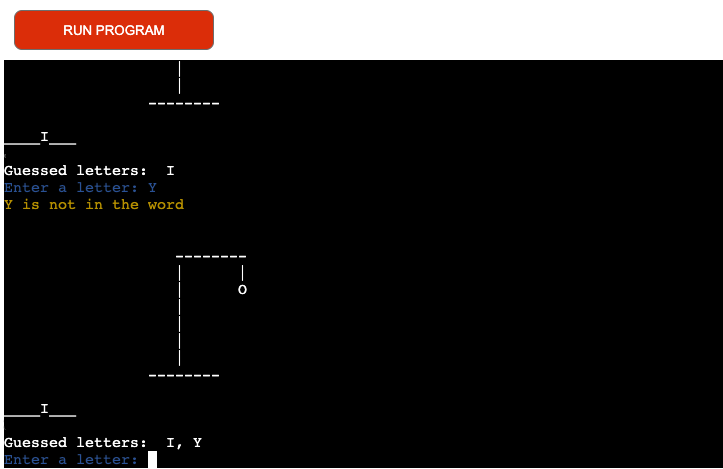 RUN PROGRAM
____I___
Guessed letters:  I
Enter a letter: Y
Y is not in the word
O
____I___
Guessed letters:  I, Y
Enter a letter: